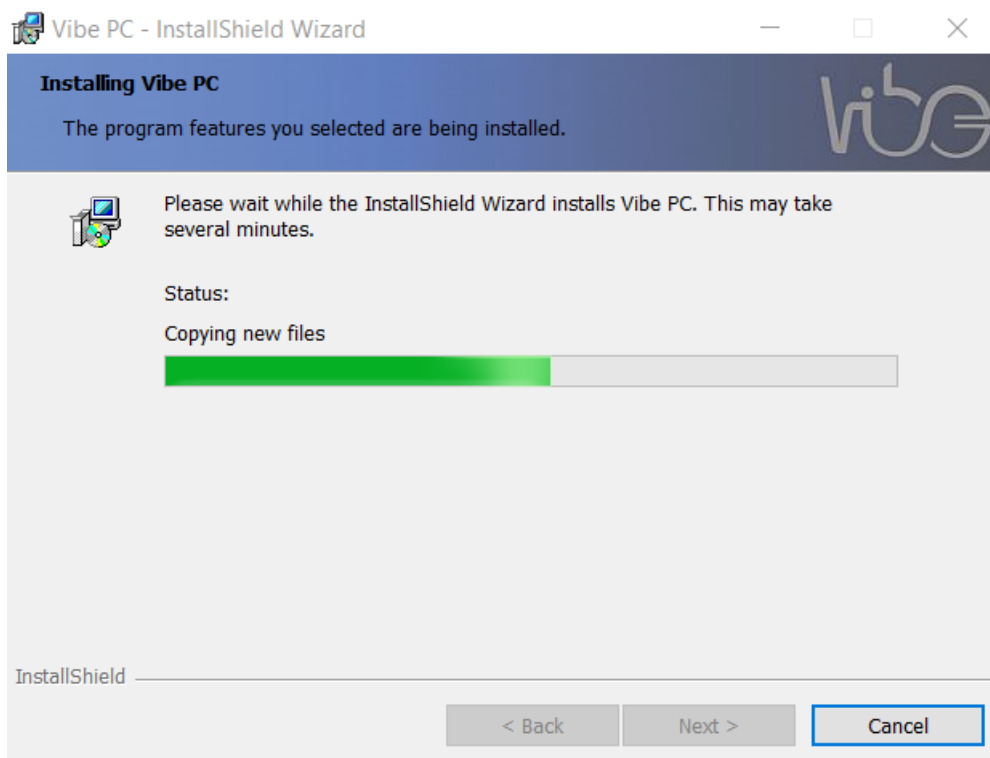 Vibe PC - InstallShield Wizard
Installing Vibe PC
The program features you selected are being installed.
Vibe
Please wait while the InstallShield Wizard installs Vibe PC. This may take
several minutes.
Status:
Copying new files
InstallShield
< Back
Next >
Cancel